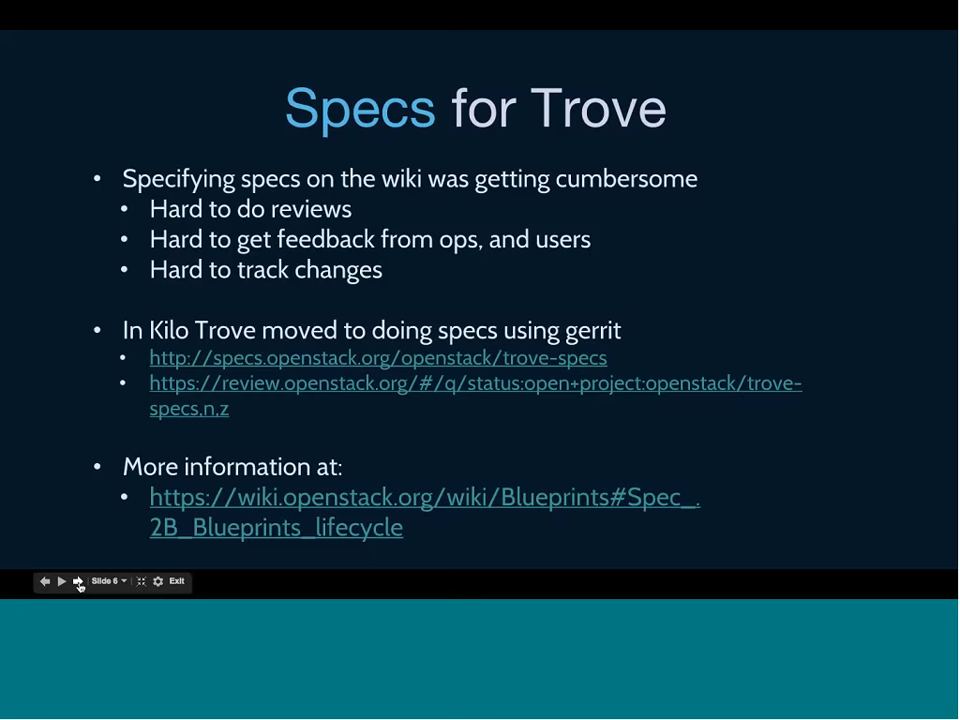 Specs for Trove
• Specifying specs on the wiki was getting cumbersome
• Hard to do reviews
• Hard to get feedback from ops, and users
• Hard to track changes
• In Kilo Trove moved to doing specs using gerrit
• http://specs.openstack.org/openstack/trove-specs
• https://review.openstack.org/#/q/status:open+project:openstack/trove-
specs,n,z
• More information at:
• https://wiki.openstack.org/wiki/Blueprints#Spec_.
2B_Blueprints_lifecycle
Slide 6 Exit